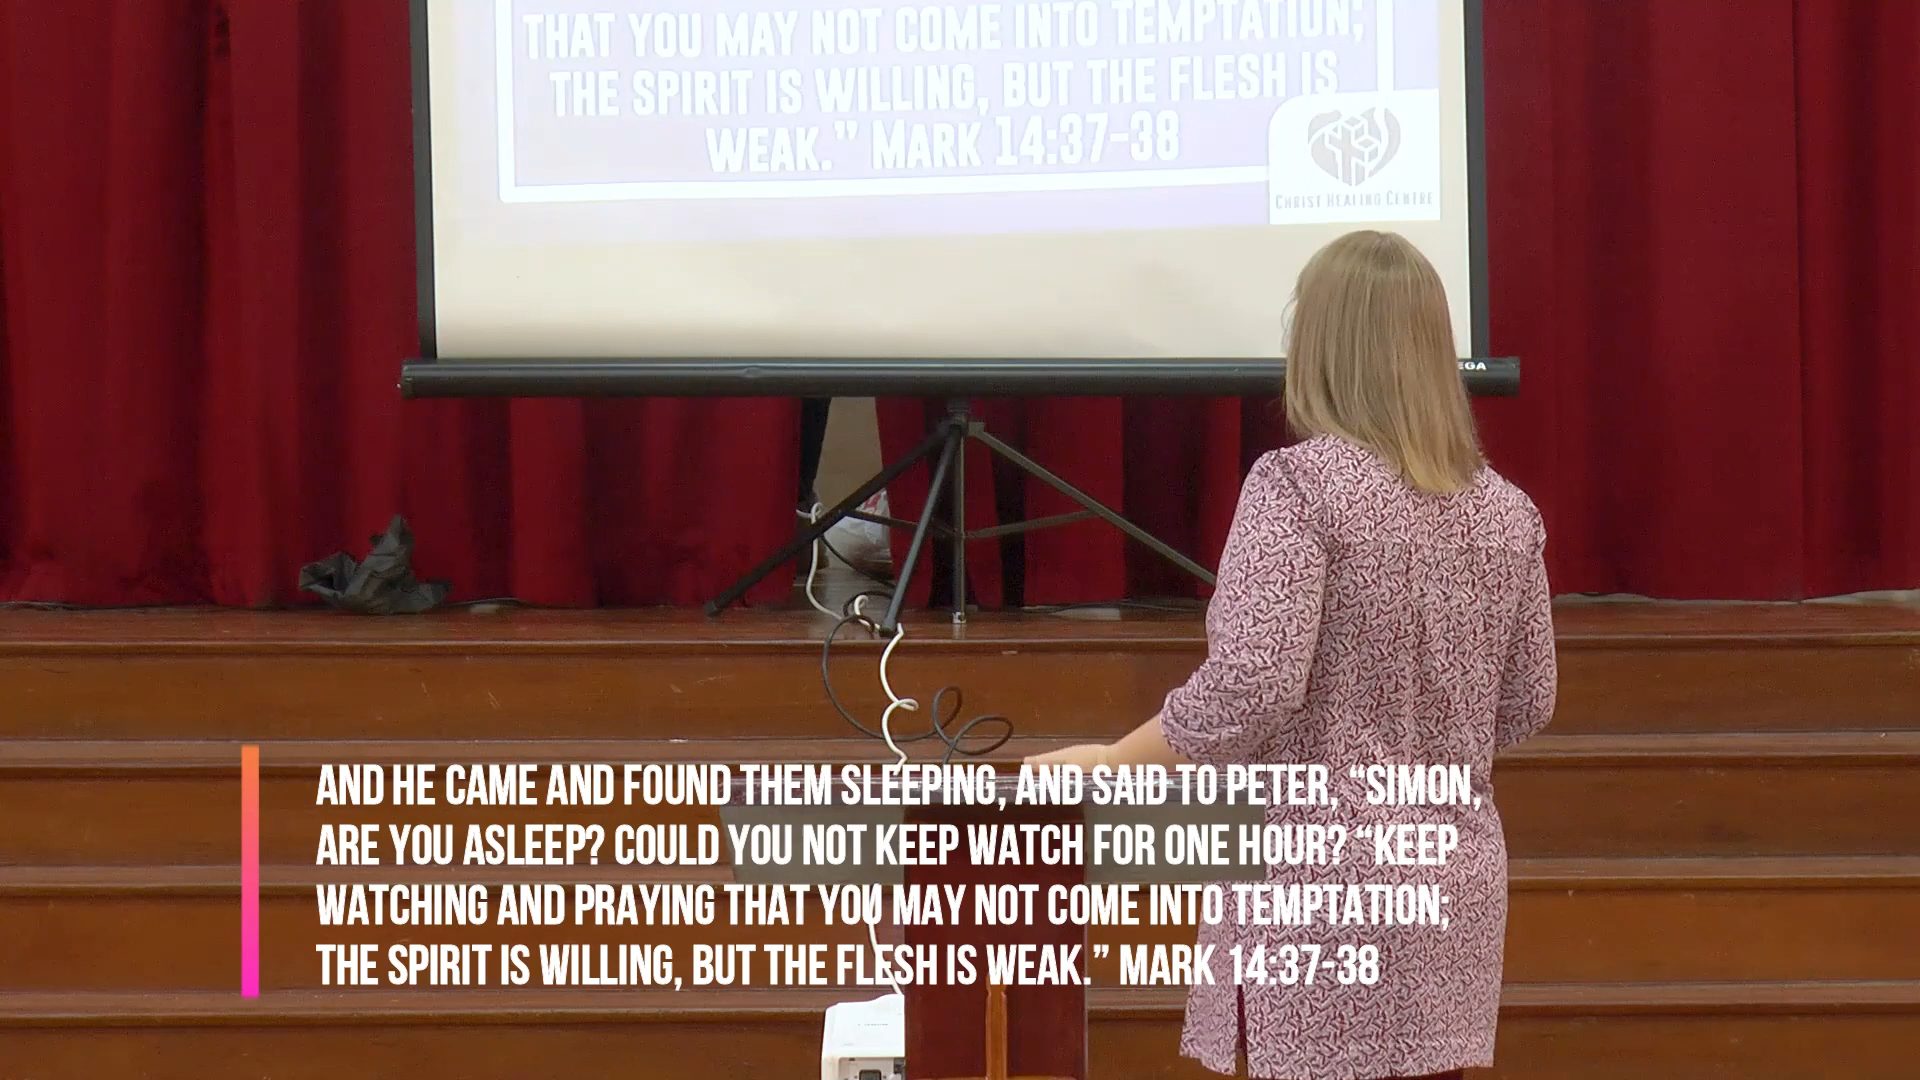 THAT YOU MAY NOT COME INTO TEMPTATION;
THE SPIRIT IS WILLING, BUT THE FLESH IS
WEAK.” MARK 14:37-38
CHRIST HEALING CENTRE
EGA
AND HE CAME AND FOUND THEM SLEEPING, AND SAID TO PETER, “SIMON,
ARE YOU ASLEEP? COULD YOU NOT KEEP WATCH FOR ONE HOUR? “KEEP
WATCHING AND PRAYING THAT YOU MAY NOT COME INTO TEMPTATION;
THE SPIRIT IS WILLING, BUT THE FLESH IS WEAK.” MARK 14:37-38